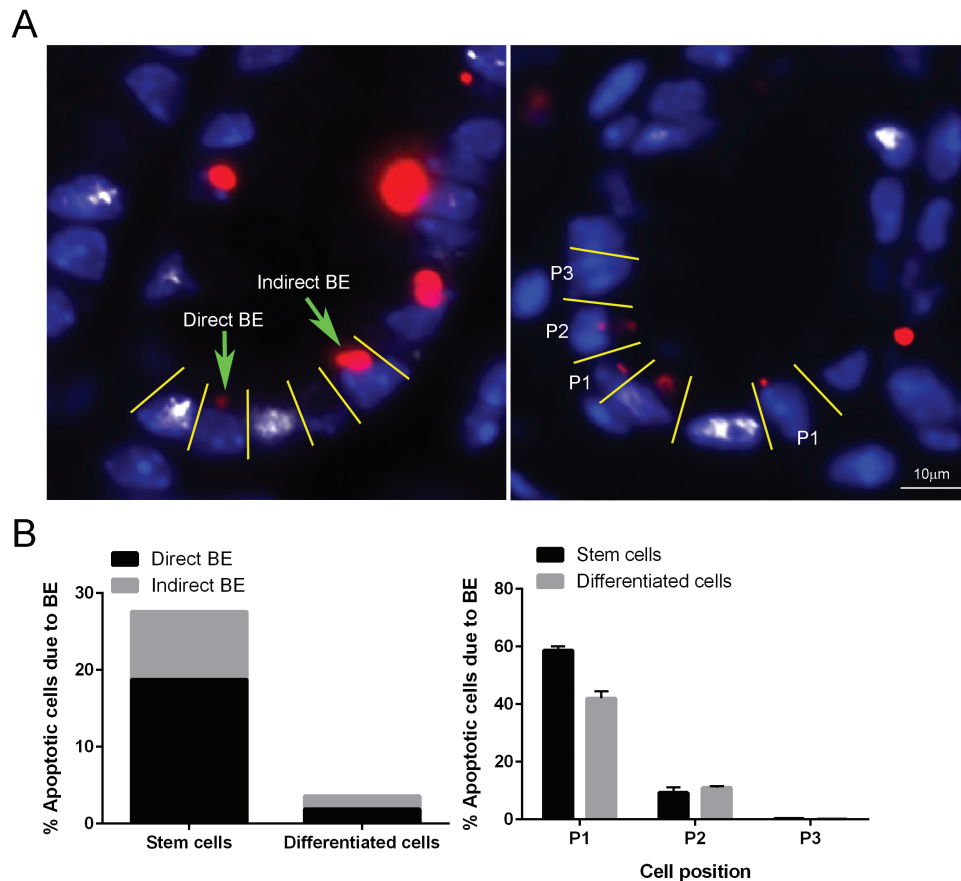 A
Indirect BE
Direct BE
P3
P2
P1
P1
10μm
B
Direct BE
Indirect BE
% Apoptotic cells due to BE
30
20
10
0
Stem cells
Differentiated cells
Stem cells
Differentiated cells
% Apoptotic cells due to BE
80
60
40
20
0
P1
P2
P3
Cell position